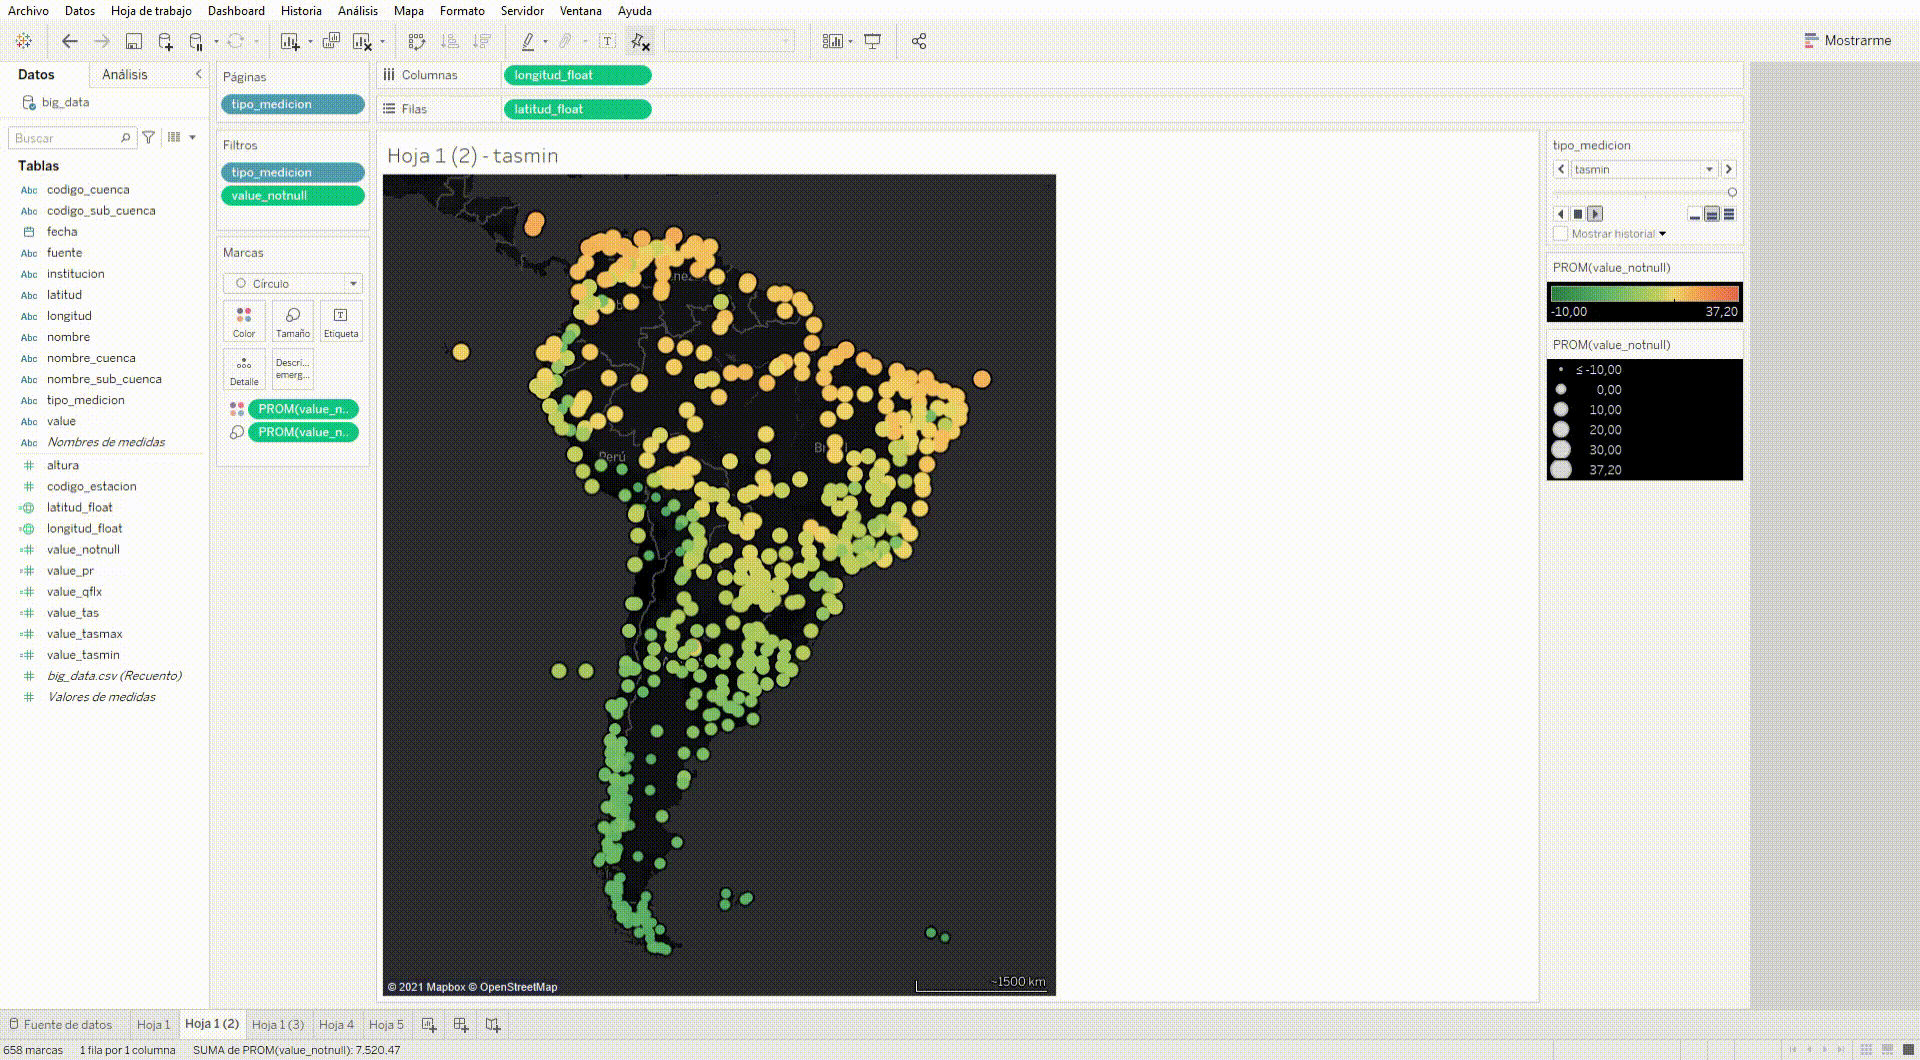 Archivo Datos Hoja de trabajo Dashboard Historia Análisis Mapa Formato Servidor Ventana Ayuda
Mostrarme
Datos Análisis
big_data
Buscar
Tablas
Abc codigo_cuenca
Abc codigo_sub_cuenca
fecha
Abc fuente
Abc institucion
Abc latitud
Abc longitud
Abc nombre
Abc nombre_cuenca
Abc nombre_sub_cuenca
Abc tipo_medicion
Abc value
Abc Nombres de medidas
altura
codigo_estacion
latitud_float
longitud_float
value_notnull
value_pr
value_qflx
value_tas
value_tasmax
value_tasmin
big_data.csv (Recuento)
Valores de medidas
Páginas
tipo_medicion
Filtros
tipo_medicion
value_notnull
Marcas
Círculo
Color Tamaño Etiqueta
Detalle Descri... emerg...
PROM(value_n..
PROM(value_n..
Columnas longitud_float
Filas latitud_float
Hoja 1 (2) - tasmin
Perú
© 2021 Mapbox © OpenStreetMap
~1500 km
tipo_medicion
tasmin
Mostrar historial
PROM(value_notnull)
-10,00 37,20
PROM(value_notnull)
≤ -10,00
0,00
10,00
20,00
30,00
37,20
Fuente de datos Hoja 1 Hoja 1 (2) Hoja 1 (3) Hoja 4 Hoja 5
658 marcas 1 fila por 1 columna SUMA de PROM(value_notnull): 7.520,47